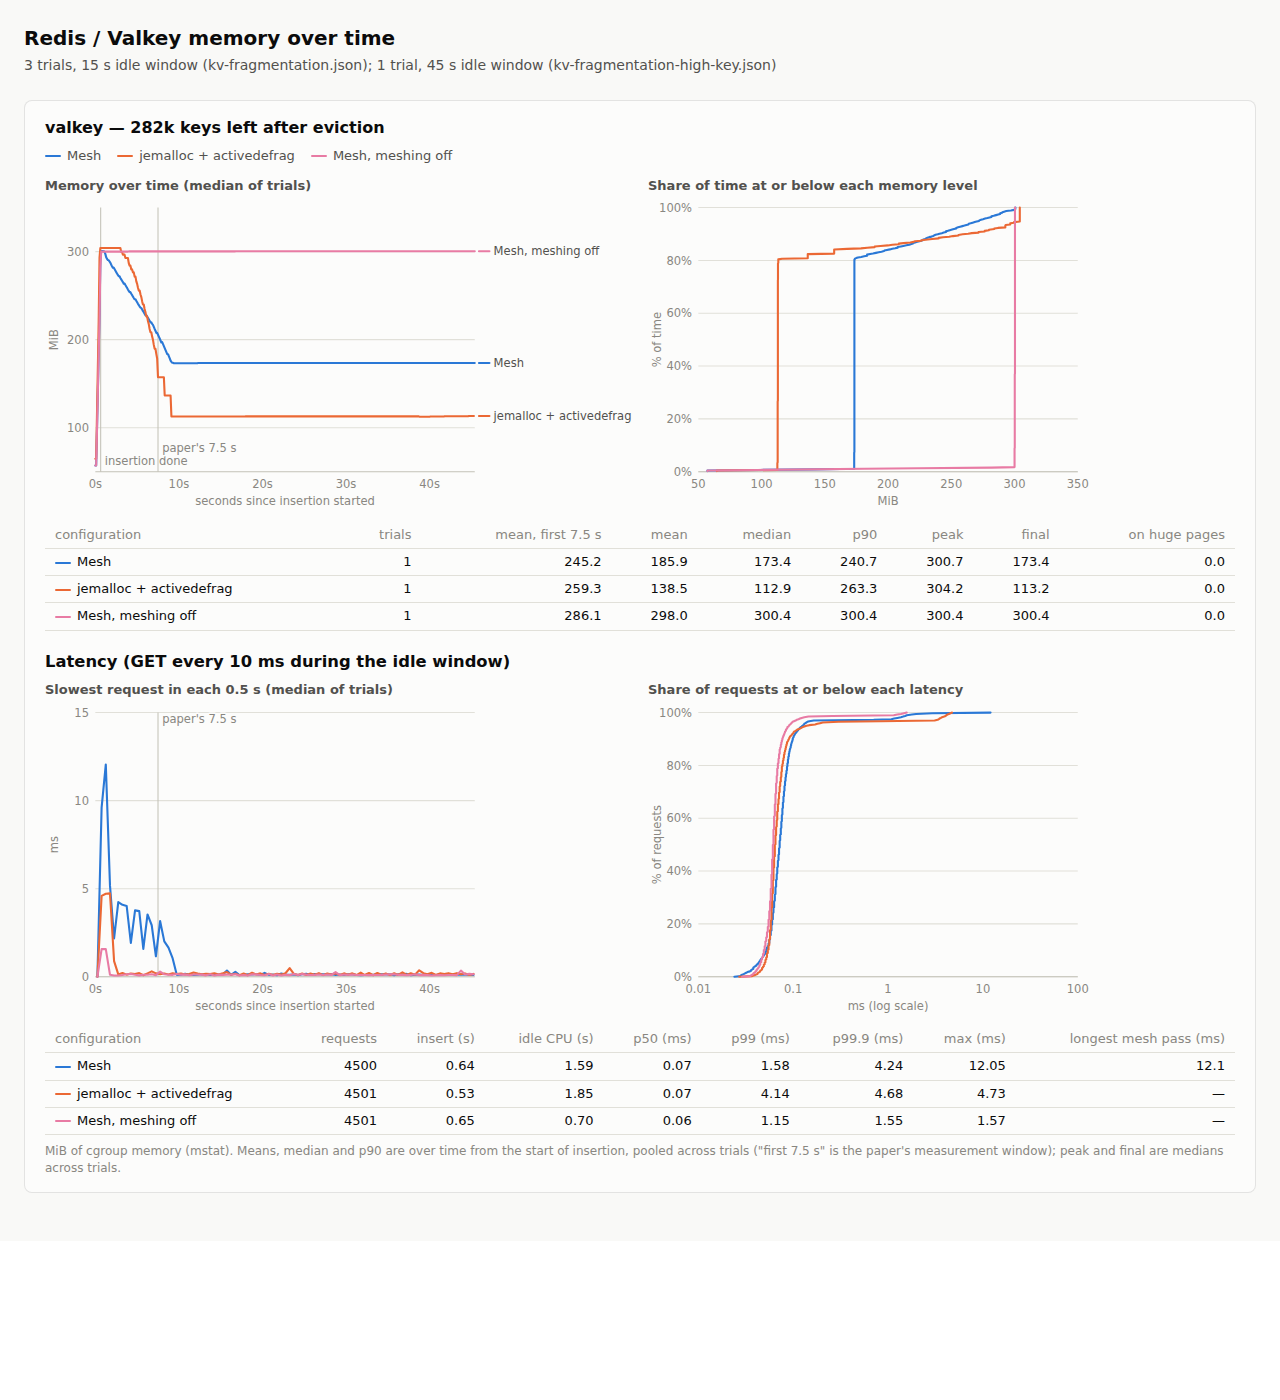 Redis / Valkey memory over time
3 trials, 15 s idle window (kv-fragmentation.json); 1 trial, 45 s idle window (kv-fragmentation-high-key.json)
valkey — 282k keys left after eviction
Mesh jemalloc + activedefrag Mesh, meshing off
Memory over time (median of trials)
300
200
100
MiB
Mesh, meshing off
Mesh
jemalloc + activedefrag
paper's 7.5 s
insertion done
0s 10s 20s 30s 40s
seconds since insertion started
Share of time at or below each memory level
100%
80%
60%
40%
20%
0%
% of time
50 100 150 200 250 300 350
MiB
configuration trials mean, first 7.5 s mean median p90 peak final on huge pages
Mesh 1 245.2 185.9 173.4 240.7 300.7 173.4 0.0
jemalloc + activedefrag 1 259.3 138.5 112.9 263.3 304.2 113.2 0.0
Mesh, meshing off 1 286.1 298.0 300.4 300.4 300.4 300.4 0.0
Latency (GET every 10 ms during the idle window)
Slowest request in each 0.5 s (median of trials)
15
10
5
0
ms
paper's 7.5 s
0s 10s 20s 30s 40s
seconds since insertion started
Share of requests at or below each latency
100%
80%
60%
40%
20%
0%
% of requests
0.01 0.1 1 10 100
ms (log scale)
configuration requests insert (s) idle CPU (s) p50 (ms) p99 (ms) p99.9 (ms) max (ms) longest mesh pass (ms)
Mesh 4500 0.64 1.59 0.07 1.58 4.24 12.05 12.1
jemalloc + activedefrag 4501 0.53 1.85 0.07 4.14 4.68 4.73 —
Mesh, meshing off 4501 0.65 0.70 0.06 1.15 1.55 1.57 —
MiB of cgroup memory (mstat). Means, median and p90 are over time from the start of insertion, pooled across trials ("first 7.5 s" is the paper's measurement window); peak and final are medians
across trials.